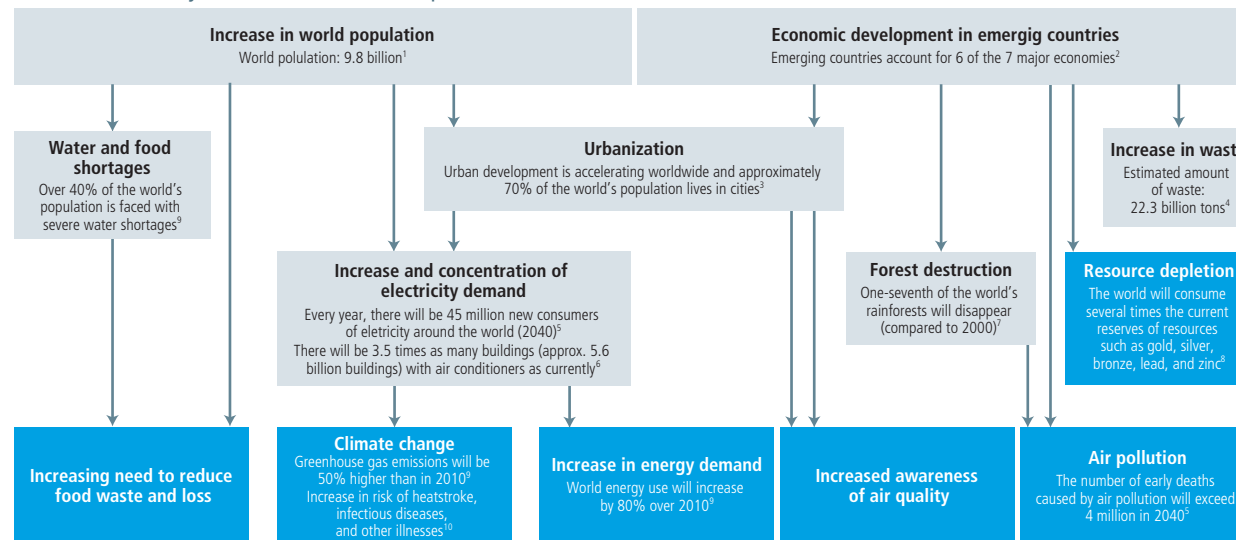 Increase in world population
World polulation: 9.8 billion¹
Economic development in emergig countries
Emerging countries account for 6 of the 7 major economies²
Water and food
shortages
Over 40% of the world's
population is faced with
severe water shortages⁹
Urbanization
Urban development is accelerating worldwide and approximately
70% of the world's population lives in cities³
Increase in wast
Estimated amount
of waste:
22.3 billion tons⁴
Increase and concentration of
electricity demand
Every year, there will be 45 million new consumers
of eletricity around the world (2040)⁵
There will be 3.5 times as many buildings (approx. 5.6
billion buildings) with air conditioners as currently⁶
Forest destruction
One-seventh of the world's
rainforests will disappear
(compared to 2000)⁷
Resource depletion
The world will consume
several times the current
reserves of resources
such as gold, silver,
bronze, lead, and zinc⁸
Increasing need to reduce
food waste and loss
Climate change
Greenhouse gas emissions will be
50% higher than in 2010⁹
Increase in risk of heatstroke,
infectious diseases,
and other illnesses¹⁰
Increase in energy demand
World energy use will increase
by 80% over 2010⁹
Increased awareness
of air quality
Air pollution
The number of early deaths
caused by air pollution will exceed
4 million in 2040⁵